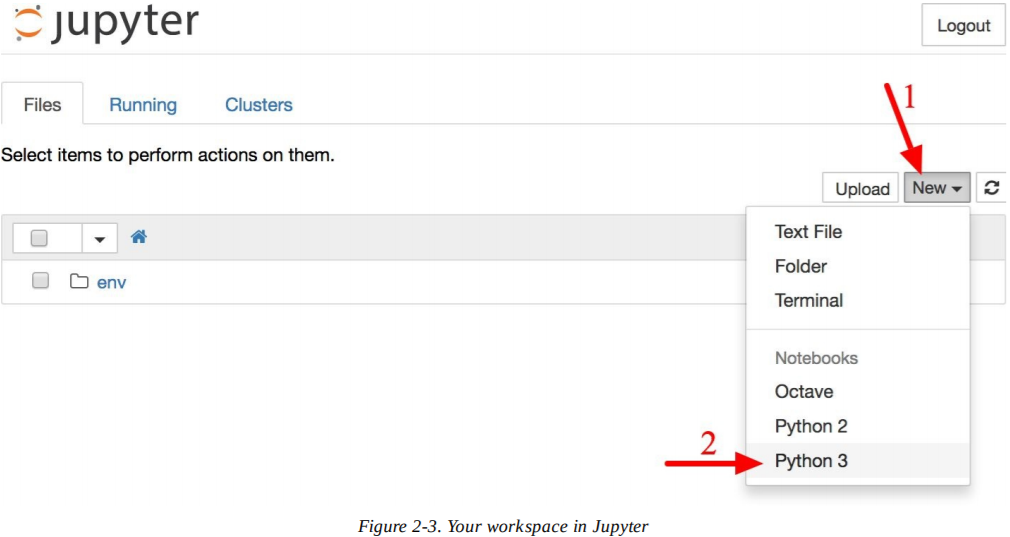 jupyter
Logout
Files Running Clusters
1
Select items to perform actions on them.
Upload New
env
Text File
Folder
Terminal
Notebooks
Octave
Python 2
2
Python 3
Figure 2-3. Your workspace in Jupyter